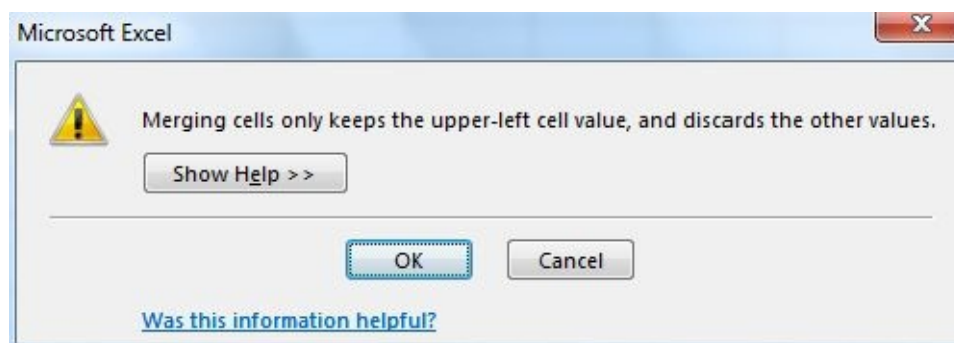 Microsoft Excel
Merging cells only keeps the upper-left cell value, and discards the other values.
Show Help >>
OK
Cancel
Was this information helpful?